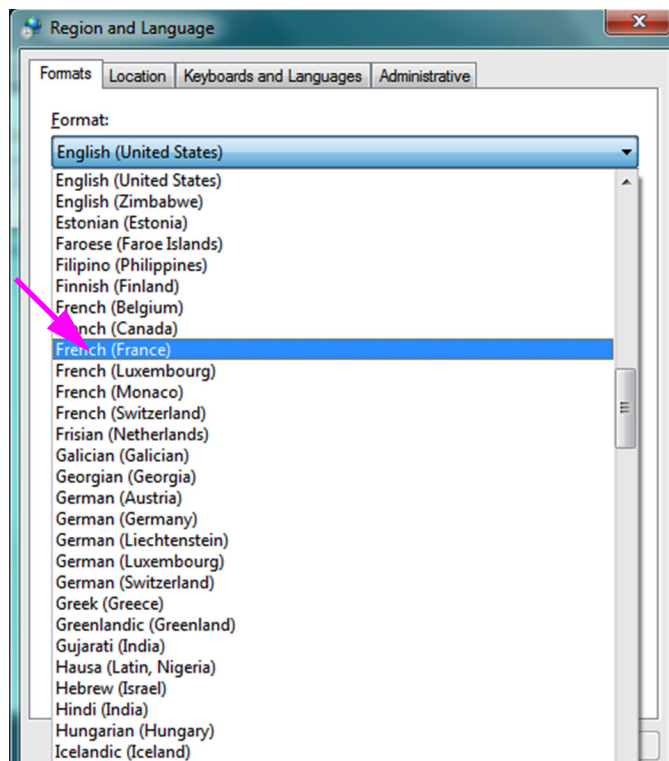 Region and Language
Formats Location Keyboards and Languages Administrative
Format:
English (United States)
English (United States)
English (Zimbabwe)
Estonian (Estonia)
Faroese (Faroe Islands)
Filipino (Philippines)
Finnish (Finland)
French (Belgium)
French (Canada)
French (France)
French (Luxembourg)
French (Monaco)
French (Switzerland)
Frisian (Netherlands)
Galician (Galician)
Georgian (Georgia)
German (Austria)
German (Germany)
German (Liechtenstein)
German (Luxembourg)
German (Switzerland)
Greek (Greece)
Greenlandic (Greenland)
Gujarati (India)
Hausa (Latin, Nigeria)
Hebrew (Israel)
Hindi (India)
Hungarian (Hungary)
Icelandic (Iceland)